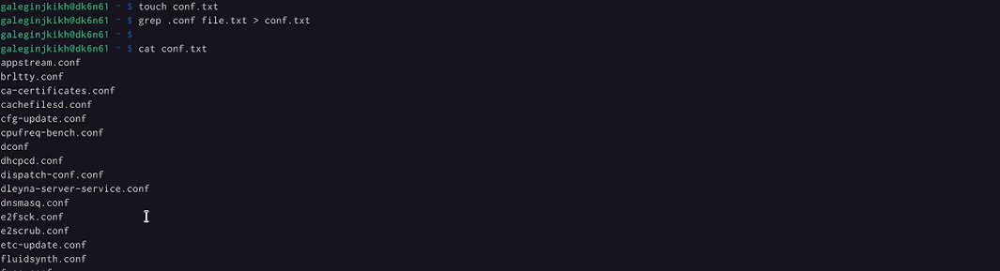 galeginjkikh@dk6n61 ~ $ touch conf.txt
galeginjkikh@dk6n61 ~ $ grep .conf file.txt > conf.txt
galeginjkikh@dk6n61 ~ $
galeginjkikh@dk6n61 ~ $ cat conf.txt
appstream.conf
brltty.conf
ca-certificates.conf
cachefilesd.conf
cfg-update.conf
cpufreq-bench.conf
dconf
dhcpcd.conf
dispatch-conf.conf
dleyna-server-service.conf
dnsmasq.conf
e2fsck.conf
e2scrub.conf
etc-update.conf
fluidsynth.conf